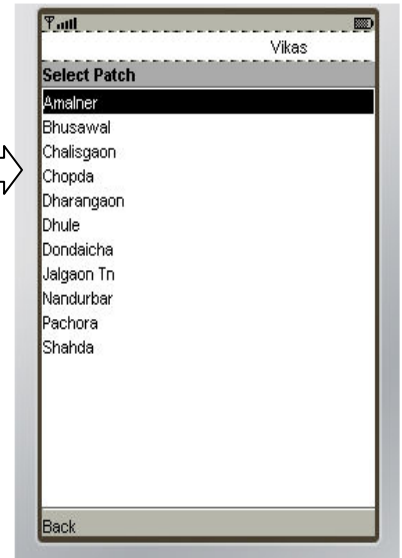 Vikas
Select Patch
Amalner
Bhusawal
Chalisgaon
Chopda
Dharangaon
Dhule
Dondaicha
Jalgaon Tn
Nandurbar
Pachora
Shahda
Back